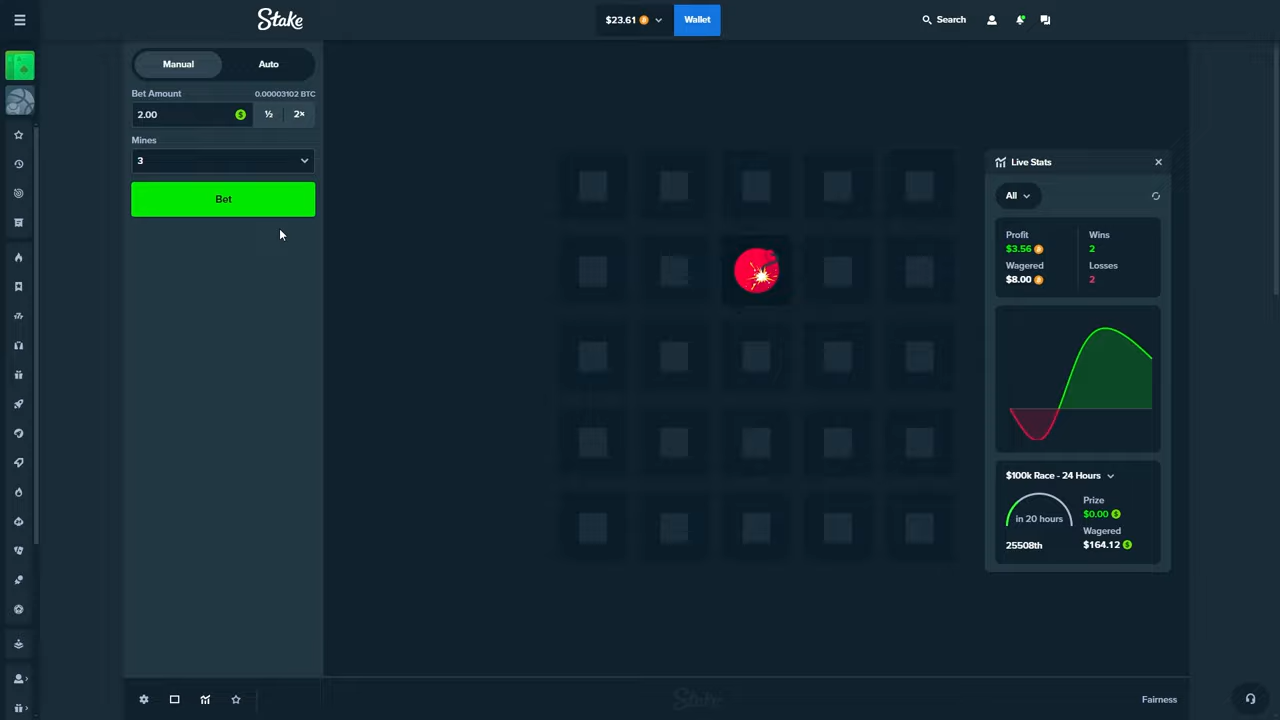 Stake
$23.61
Wallet
Search
Manual
Auto
Bet Amount
0.00003102 BTC
2.00
½
2×
Mines
3
Bet
Live Stats
All
Profit
Wins
$3.56
2
Wagered
Losses
$8.00
2
$100k Race - 24 Hours
Prize
in 20 hours
$0.00
Wagered
25508th
$164.12
Stake
Fairness